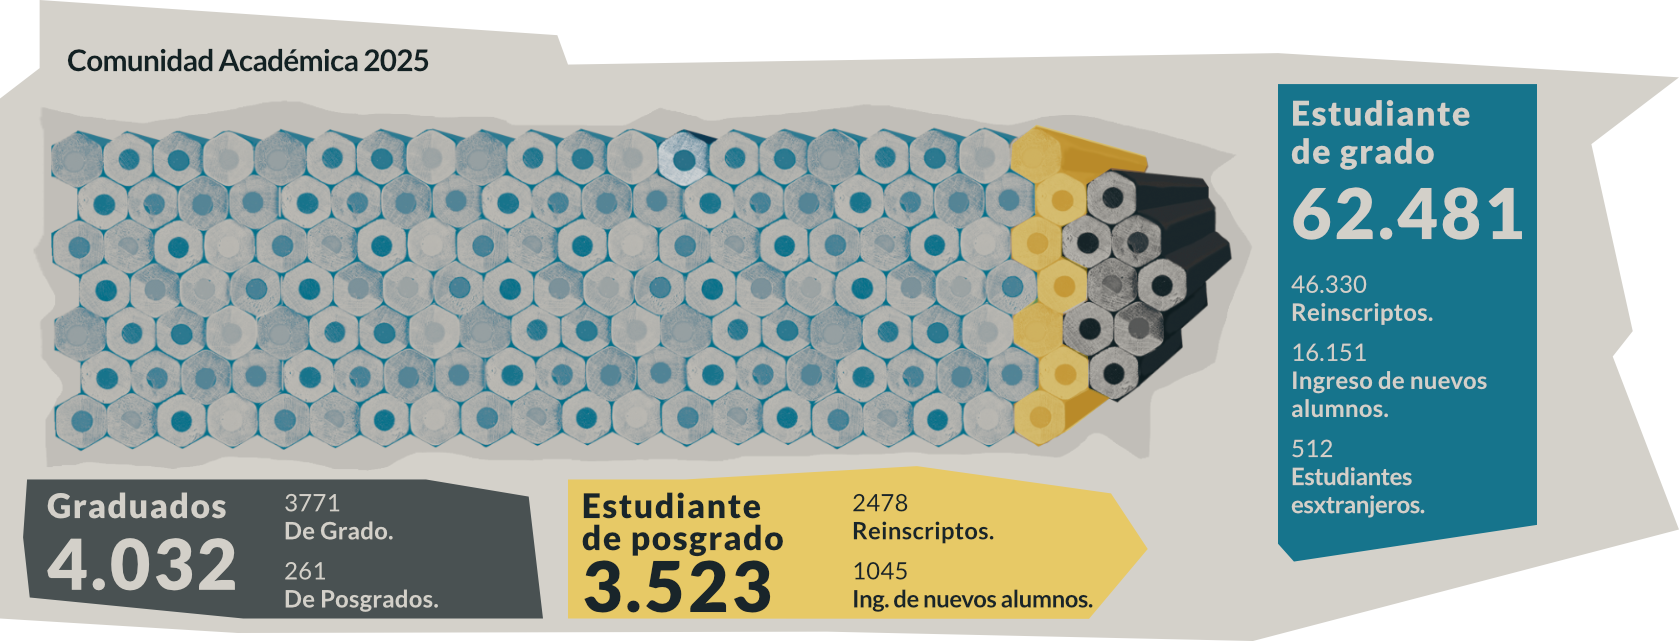 Comunidad Académica 2025
Estudiante
de grado
62.481
46.330
Reinscriptos.
16.151
Ingreso de nuevos
alumnos.
512
Estudiantes
esxtranjeros.
Graduados
4.032
3771
De Grado.
261
De Posgrados.
Estudiante
de posgrado
3.523
2478
Reinscriptos.
1045
Ing. de nuevos alumnos.